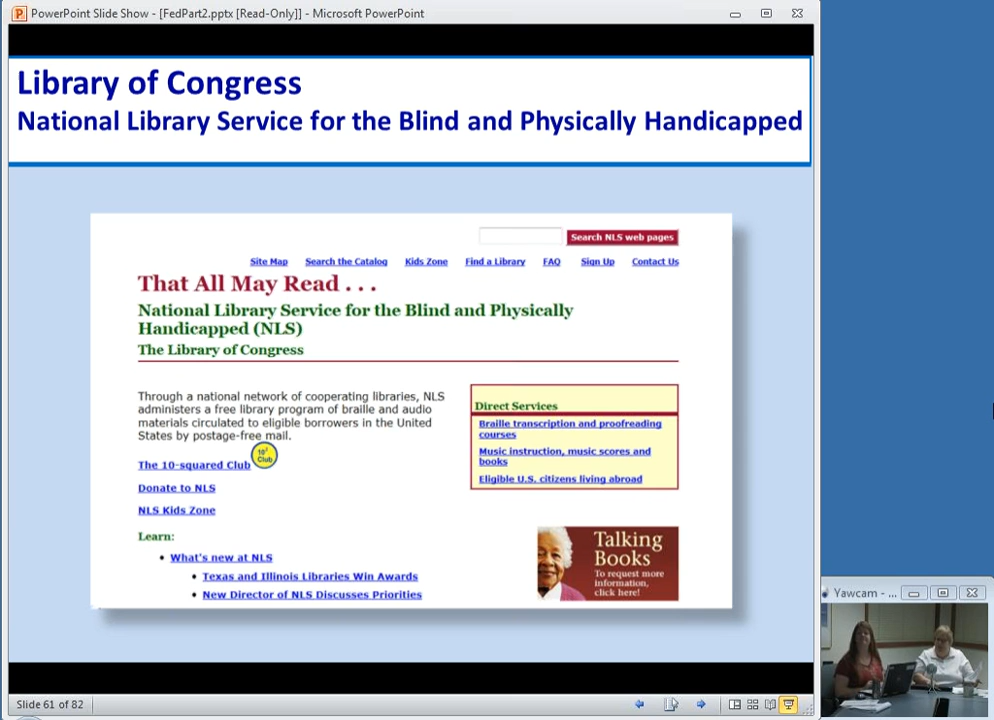 PowerPoint Slide Show - [FedPart2.pptx [Read-Only]] - Microsoft PowerPoint
Library of Congress
National Library Service for the Blind and Physically Handicapped
Search NLS web pages
Site Map Search the Catalog Kids Zone Find a Library FAQ Sign Up Contact Us
That All May Read . . .
National Library Service for the Blind and Physically
Handicapped (NLS)
The Library of Congress
Through a national network of cooperating libraries, NLS
administers a free library program of braille and audio
materials circulated to eligible borrowers in the United
States by postage-free mail.
The 10-squared Club
10² Club
Donate to NLS
NLS Kids Zone
Learn:
• What's new at NLS
• Texas and Illinois Libraries Win Awards
• New Director of NLS Discusses Priorities
Direct Services
Braille transcription and proofreading
courses
Music instruction, music scores and
books
Eligible U.S. citizens living abroad
Talking
Books
To request more
information,
click here!
Slide 61 of 82
Yawcam - ...